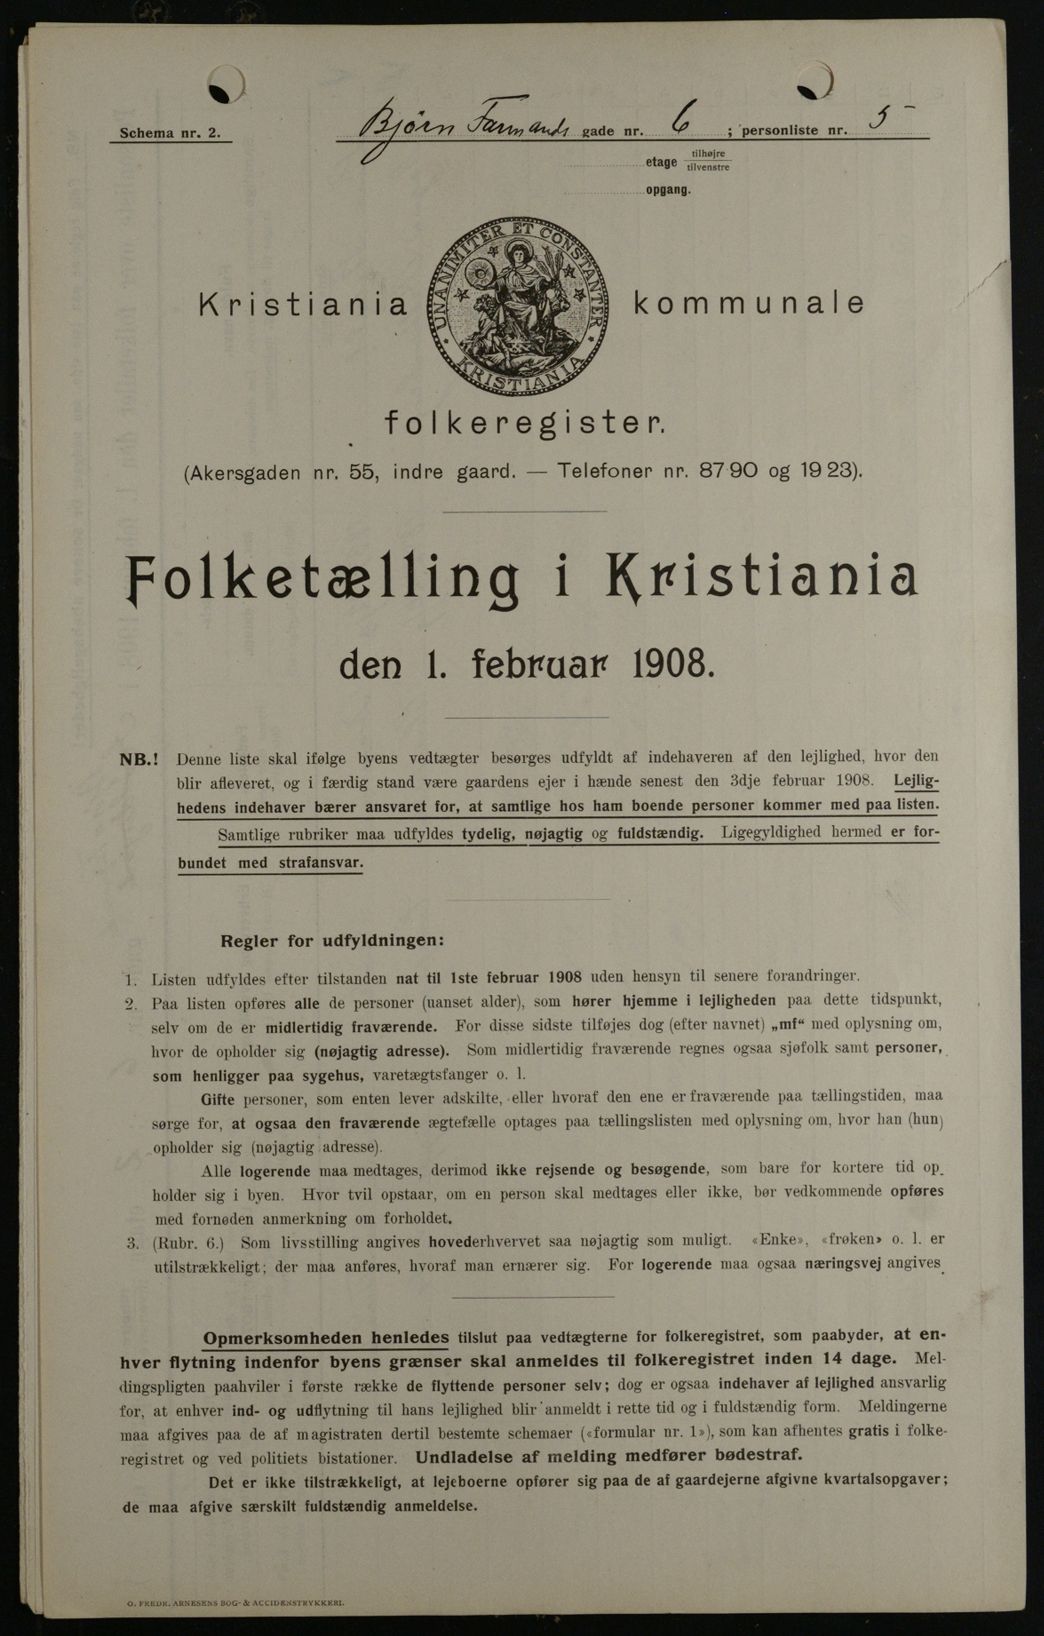 Schema nr. 2.
Bjørn Farmands gade nr. 6 ; personliste nr. 5
etage tilhøjre
tilvenstre
opgang.
UNANIMITER ET CONSTANTER
KRISTIANIA
Kristiania kommunale
folkeregister.
(Akersgaden nr. 55, indre gaard. — Telefoner nr. 87 90 og 19 23).
Folketælling i Kristiania
den 1. februar 1908.
NB.! Denne liste skal ifølge byens vedtægter besørges udfyldt af indehaveren af den lejlighed, hvor den
blir afleveret, og i færdig stand være gaardens ejer i hænde senest den 3dje februar 1908. Lejlig-
hedens indehaver bærer ansvaret for, at samtlige hos ham boende personer kommer med paa listen.
Samtlige rubriker maa udfyldes tydelig, nøjagtig og fuldstændig. Ligegyldighed hermed er for-
bundet med strafansvar.
Regler for udfyldningen:
1. Listen udfyldes efter tilstanden nat til 1ste februar 1908 uden hensyn til senere forandringer.
2. Paa listen opføres alle de personer (uanset alder), som hører hjemme i lejligheden paa dette tidspunkt,
selv om de er midlertidig fraværende. For disse sidste tilføjes dog (efter navnet) „mf“ med oplysning om,
hvor de opholder sig (nøjagtig adresse). Som midlertidig fraværende regnes ogsaa sjøfolk samt personer,
som henligger paa sygehus, varetægtsfanger o. l.
Gifte personer, som enten lever adskilte, eller hvoraf den ene er fraværende paa tællingstiden, maa
sørge for, at ogsaa den fraværende ægtefælle optages paa tællingslisten med oplysning om, hvor han (hun)
opholder sig (nøjagtig adresse).
Alle logerende maa medtages, derimod ikke rejsende og besøgende, som bare for kortere tid op-
holder sig i byen. Hvor tvil opstaar, om en person skal medtages eller ikke, bør vedkommende opføres
med fornøden anmerkning om forholdet.
3. (Rubr. 6.) Som livsstilling angives hovederhvervet saa nøjagtig som muligt. «Enke», «frøken» o. l. er
utilstrækkeligt; der maa anføres, hvoraf man ernærer sig. For logerende maa ogsaa næringsvej angives.
Opmerksomheden henledes tilslut paa vedtægterne for folkeregistret, som paabyder, at en-
hver flytning indenfor byens grænser skal anmeldes til folkeregistret inden 14 dage. Mel-
dingspligten paahviler i første række de flyttende personer selv; dog er ogsaa indehaver af lejlighed ansvarlig
for, at enhver ind- og udflytning til hans lejlighed blir anmeldt i rette tid og i fuldstændig form. Meldingerne
maa afgives paa de af magistraten dertil bestemte schemaer («formular nr. 1»), som kan afhentes gratis i folke-
registret og ved politiets bistationer. Undladelse af melding medfører bødestraf.
Det er ikke tilstrækkeligt, at lejeboerne opfører sig paa de af gaardejerne afgivne kvartalsopgaver;
de maa afgive særskilt fuldstændig anmeldelse.
O. FREDR. ARNESENS BOG- & ACCIDENSTRYKKERI.